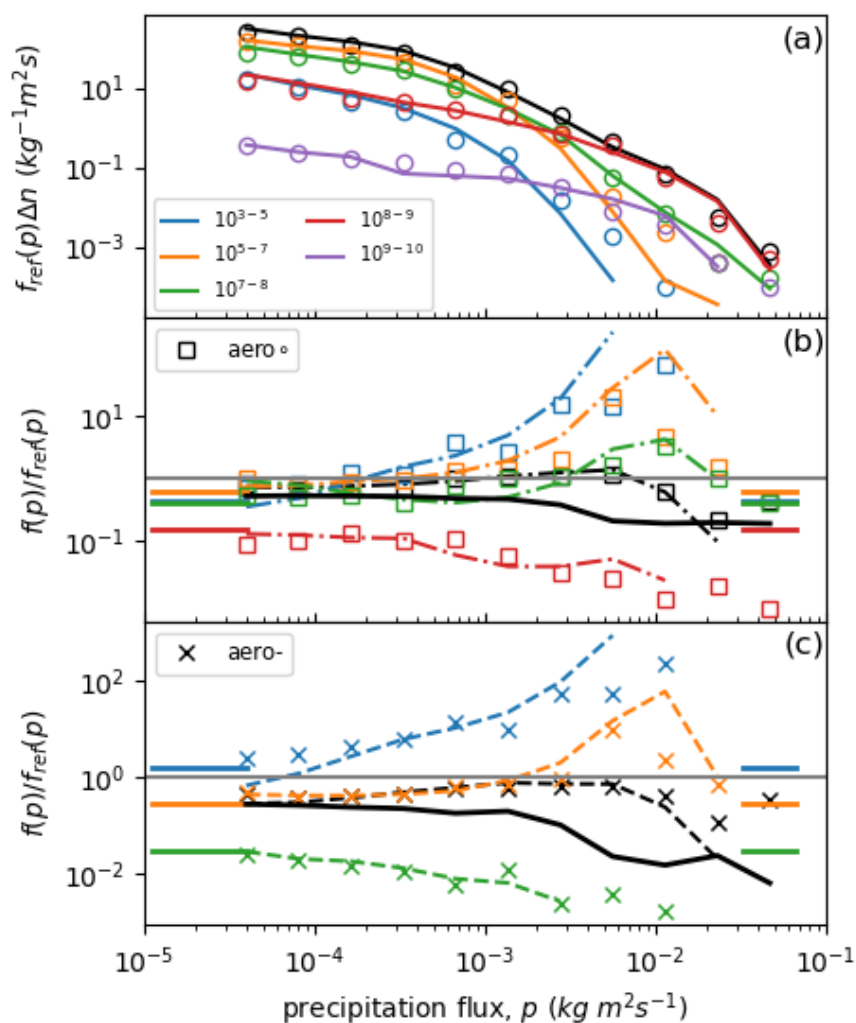 (a)
f_ref(p)Δn (kg⁻¹m²s)
10¹
10⁻¹
10⁻³
10³⁻⁵
10⁵⁻⁷
10⁷⁻⁸
10⁸⁻⁹
10⁹⁻¹⁰
(b)
aero∘
f(p)/f_ref(p)
10¹
10⁻¹
(c)
aero-
f(p)/f_ref(p)
10²
10⁰
10⁻²
10⁻⁵
10⁻⁴
10⁻³
10⁻²
10⁻¹
precipitation flux, p (kg m²s⁻¹)